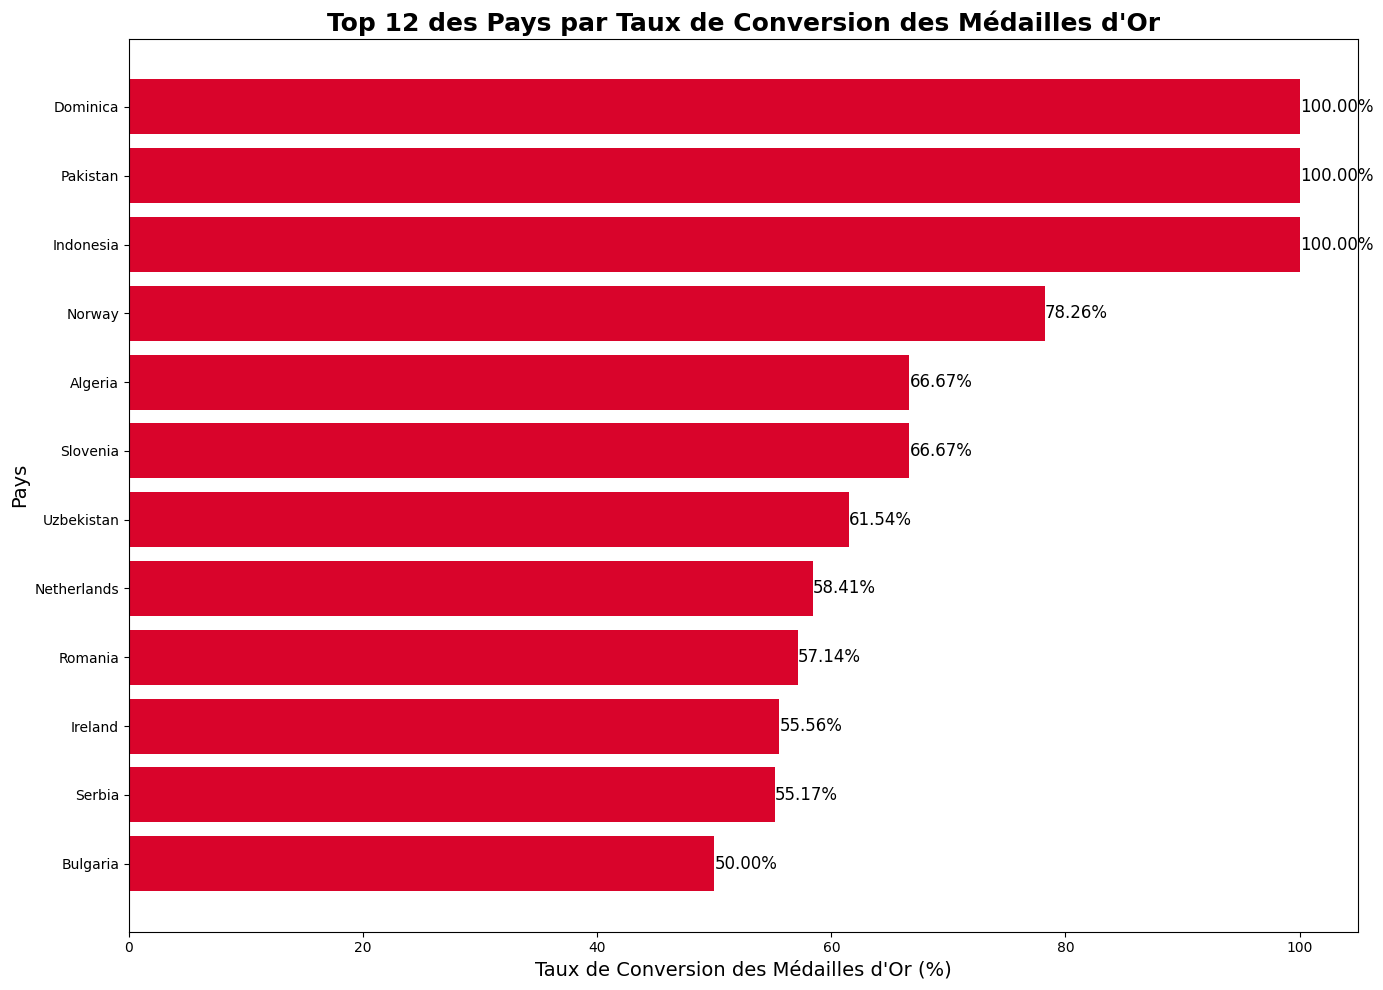 Top 12 des Pays par Taux de Conversion des Médailles d'Or
Dominica 100.00%
Pakistan 100.00%
Indonesia 100.00%
Norway 78.26%
Algeria 66.67%
Slovenia 66.67%
Uzbekistan 61.54%
Netherlands 58.41%
Romania 57.14%
Ireland 55.56%
Serbia 55.17%
Bulgaria 50.00%
Pays
0 20 40 60 80 100
Taux de Conversion des Médailles d'Or (%)